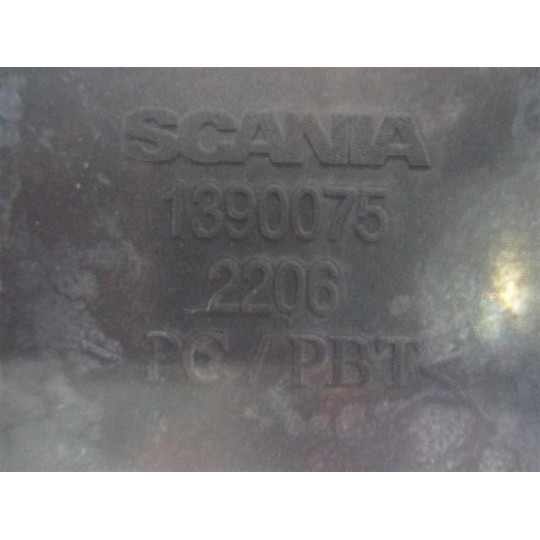 SCANIA
1390075
2206
> PC / PBT <